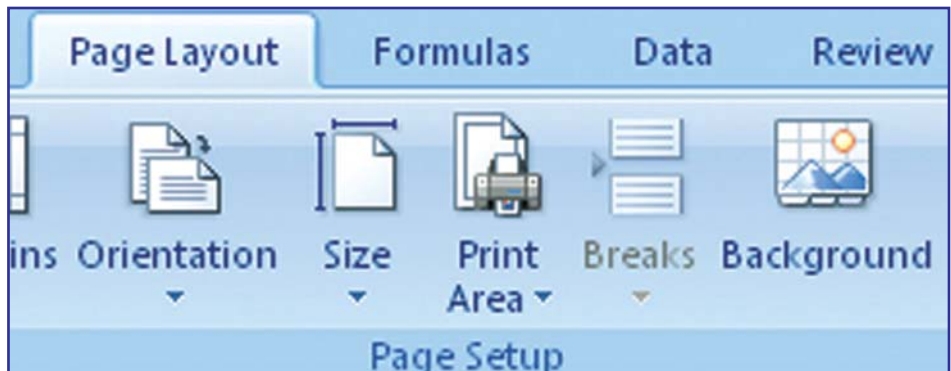 Page Layout Formulas Data Review
ins Orientation Size Print Area Breaks Background
Page Setup